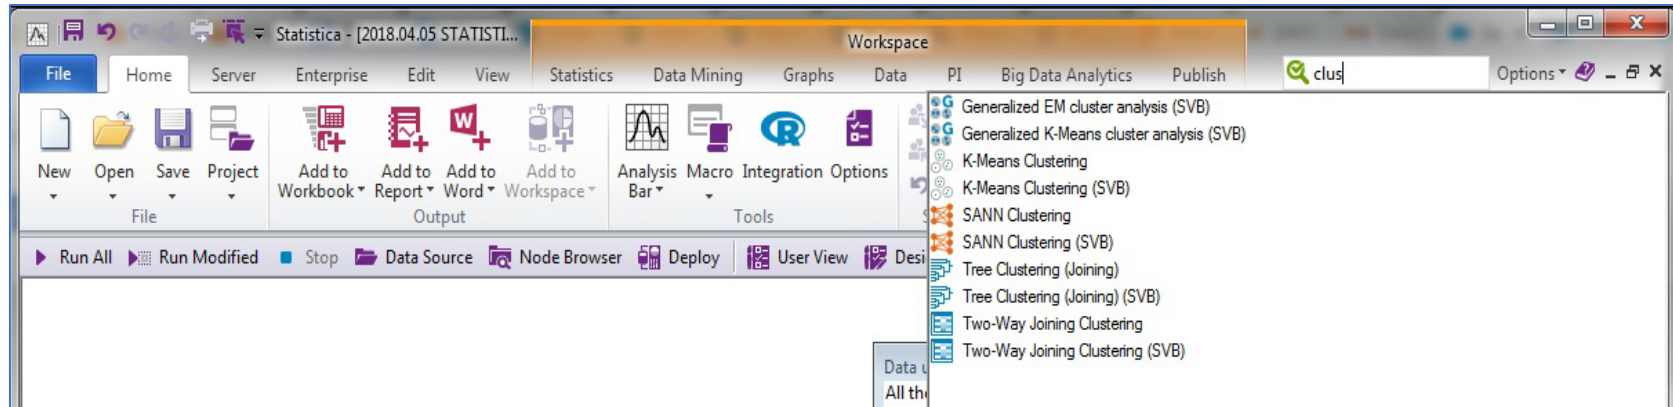 Statistica - [2018.04.05 STATISTI...
Workspace
File Home Server Enterprise Edit View Statistics Data Mining Graphs Data PI Big Data Analytics Publish clus Options
New Open Save Project Add to Workbook Add to Report Add to Word Add to Workspace Analysis Bar Macro Integration Options
File Output Tools
Run All Run Modified Stop Data Source Node Browser Deploy User View
Generalized EM cluster analysis (SVB)
Generalized K-Means cluster analysis (SVB)
K-Means Clustering
K-Means Clustering (SVB)
SANN Clustering
SANN Clustering (SVB)
Tree Clustering (Joining)
Tree Clustering (Joining) (SVB)
Two-Way Joining Clustering
Two-Way Joining Clustering (SVB)
Data
All